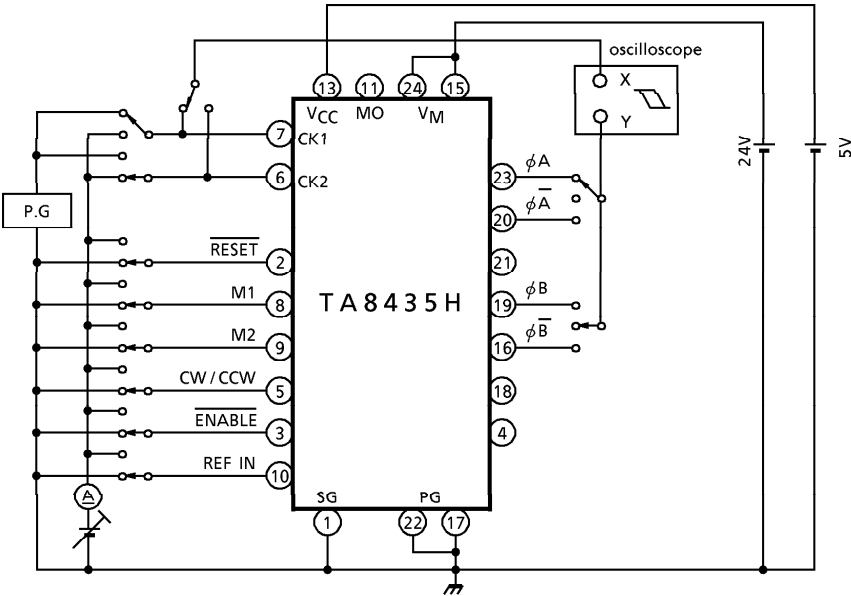 oscilloscope
X
Y
13
11
24
15
VCC
MO
VM
7
CK1
6
CK2
P.G
RESET
2
M1
8
M2
9
CW / CCW
5
ENABLE
3
REF IN
10
TA8435H
23
φA
20
φA̅
21
19
φB
16
φB̅
18
4
A
SG
PG
1
22
17
24V
5V